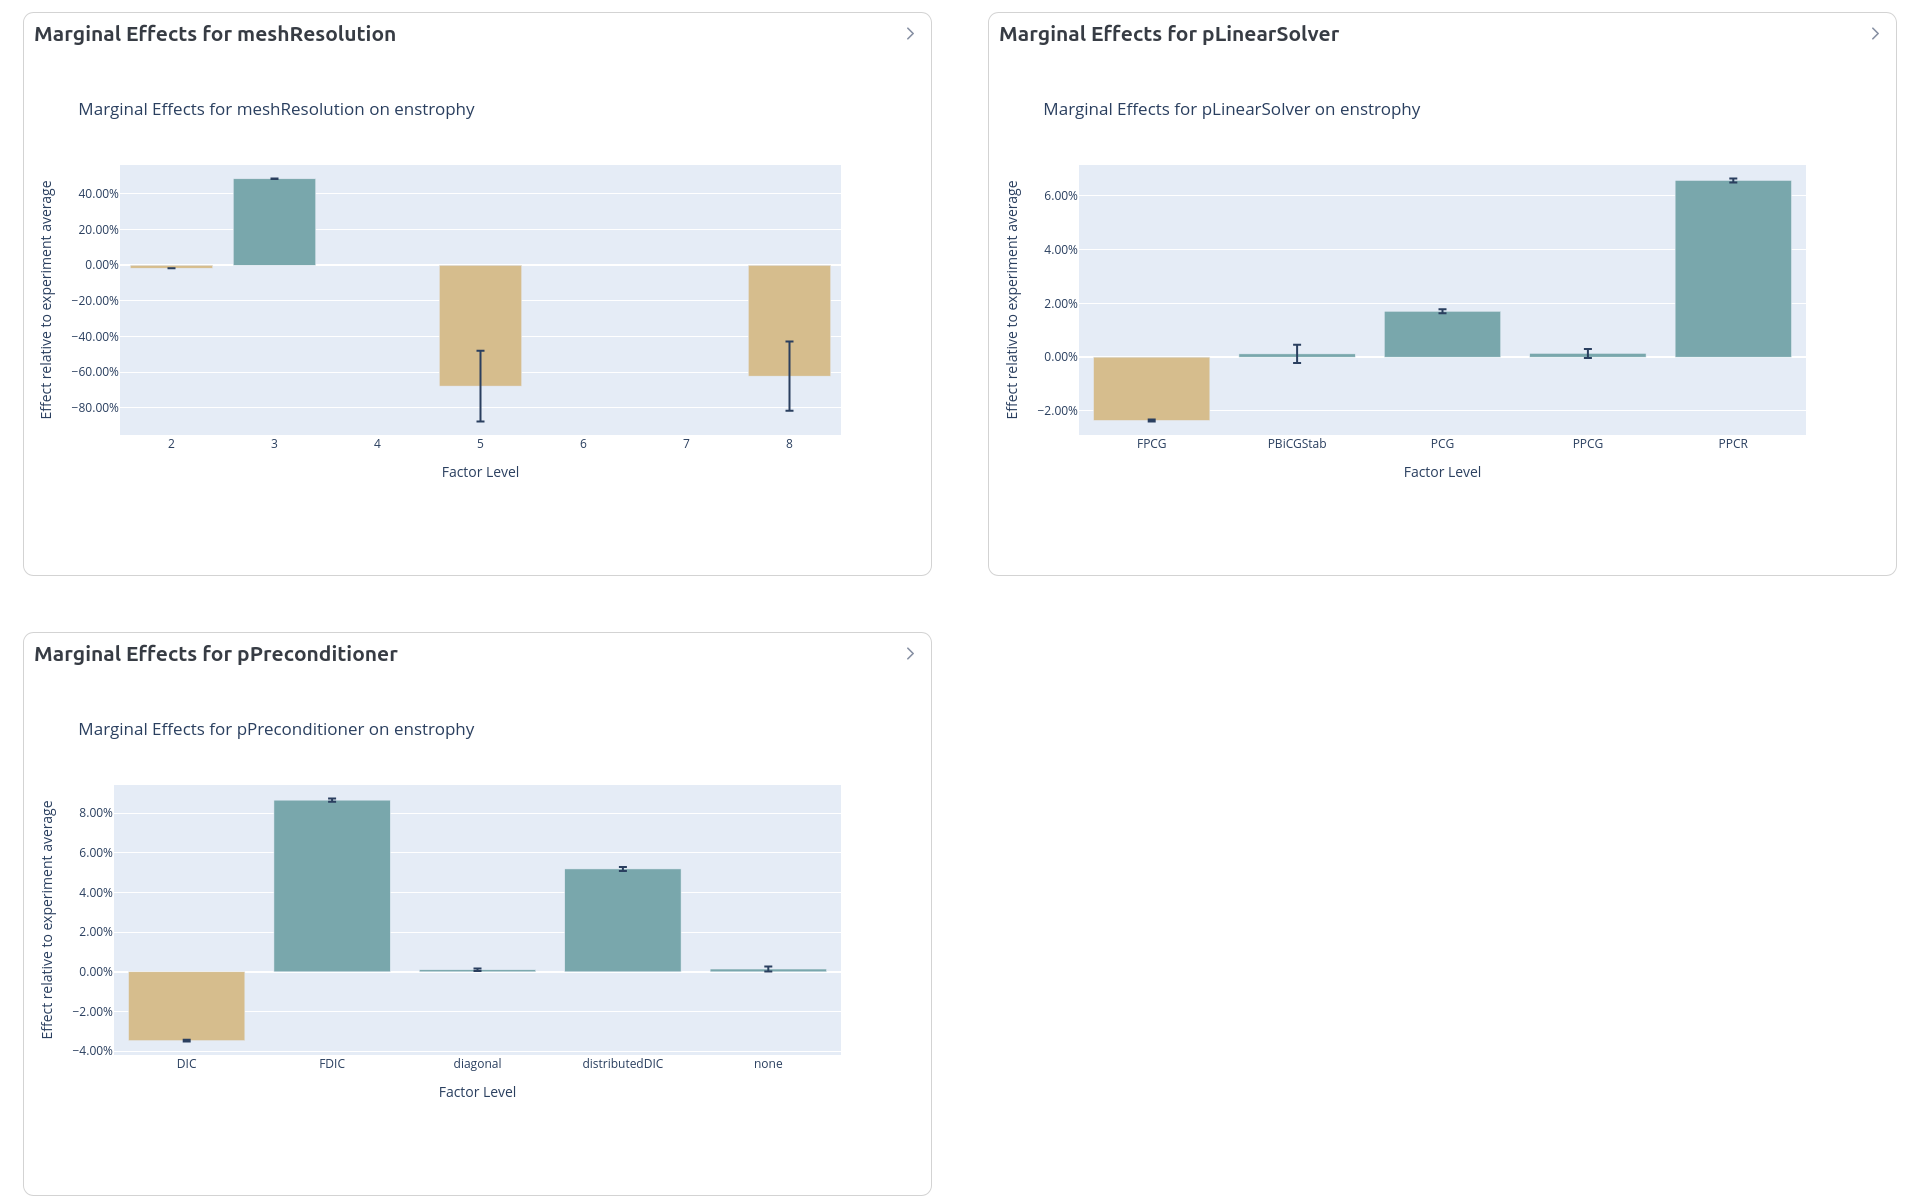 Marginal Effects for meshResolution
Marginal Effects for meshResolution on enstrophy
Effect relative to experiment average
40.00%
20.00%
0.00%
−20.00%
−40.00%
−60.00%
−80.00%
2 3 4 5 6 7 8
Factor Level
Marginal Effects for pLinearSolver
Marginal Effects for pLinearSolver on enstrophy
Effect relative to experiment average
6.00%
4.00%
2.00%
0.00%
−2.00%
FPCG PBiCGStab PCG PPCG PPCR
Factor Level
Marginal Effects for pPreconditioner
Marginal Effects for pPreconditioner on enstrophy
Effect relative to experiment average
8.00%
6.00%
4.00%
2.00%
0.00%
−2.00%
−4.00%
DIC FDIC diagonal distributedDIC none
Factor Level